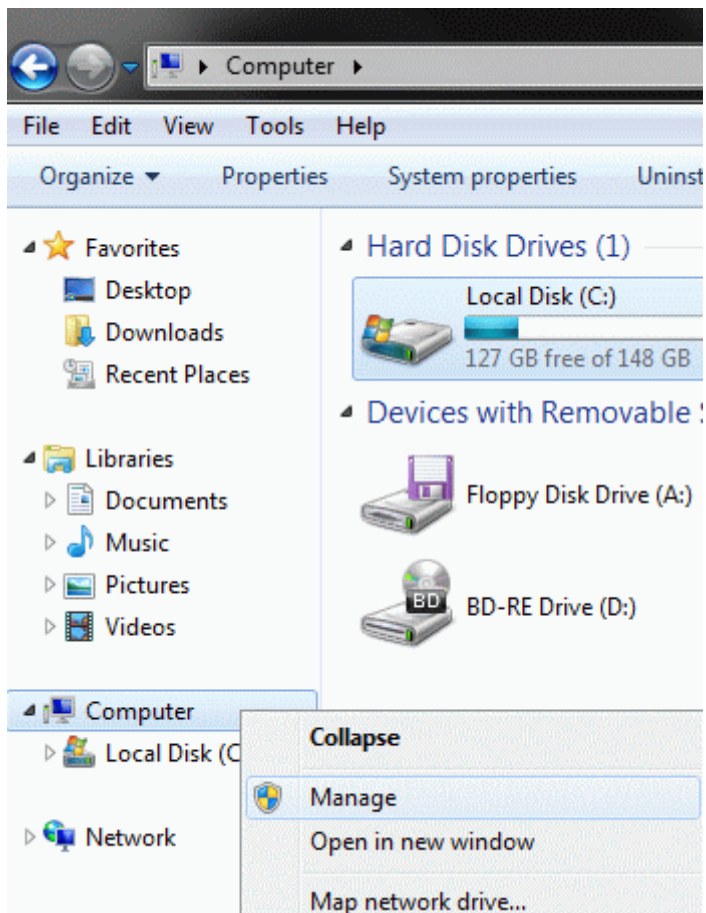 Computer
File Edit View Tools Help
Organize Properties System properties Uninst
Favorites
Desktop
Downloads
Recent Places
Libraries
Documents
Music
Pictures
Videos
Computer
Local Disk (C
Network
Hard Disk Drives (1)
Local Disk (C:)
127 GB free of 148 GB
Devices with Removable S
Floppy Disk Drive (A:)
BD
BD-RE Drive (D:)
Collapse
Manage
Open in new window
Map network drive...